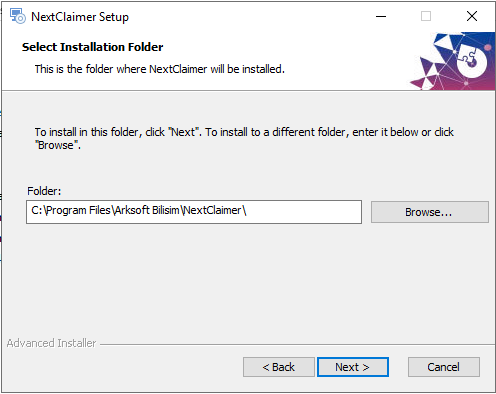 NextClaimer Setup
Select Installation Folder
This is the folder where NextClaimer will be installed.
To install in this folder, click "Next". To install to a different folder, enter it below or click
"Browse".
Folder:
C:\Program Files\Arksoft Bilisim\NextClaimer\
Browse...
Advanced Installer
< Back
Next >
Cancel